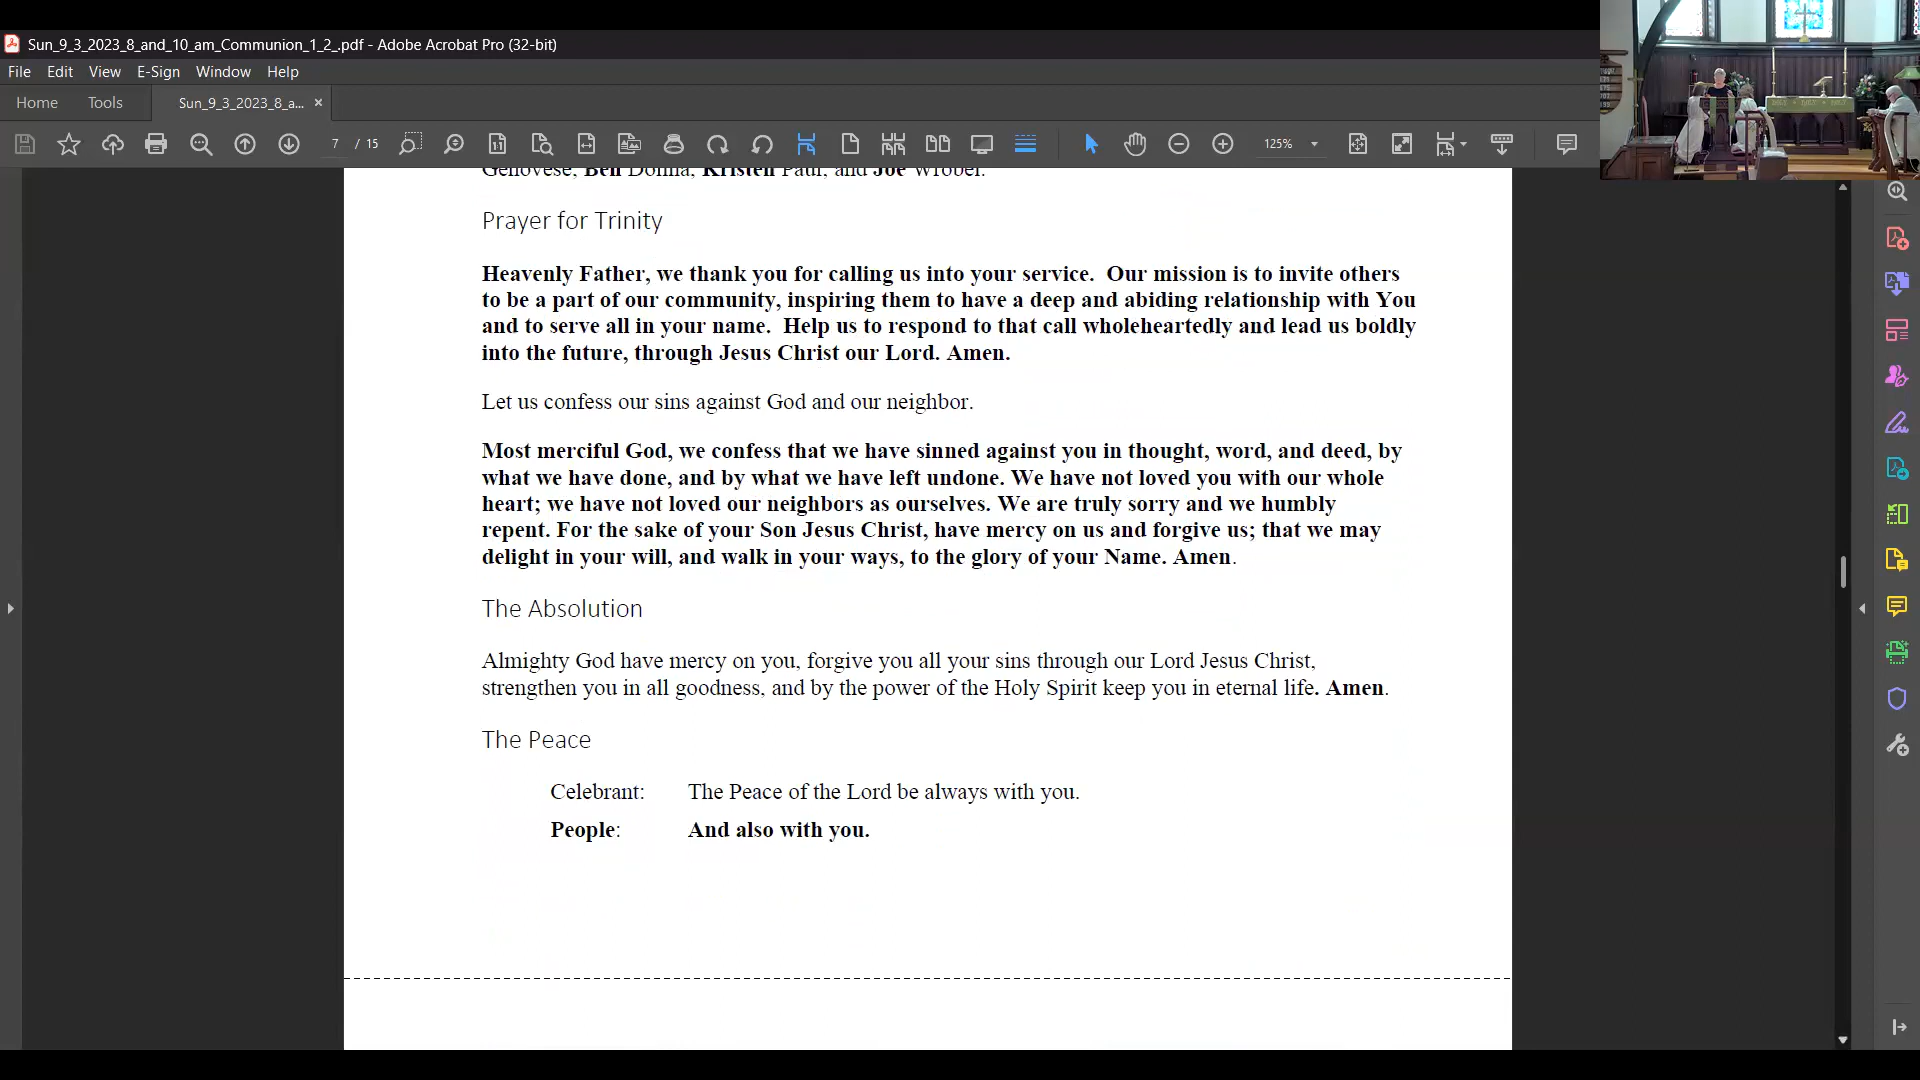 Sun_9_3_2023_8_and_10_am_Communion_1_2_.pdf - Adobe Acrobat Pro (32-bit)
File Edit View E-Sign Window Help
Home Tools Sun_9_3_2023_8_a... ×
7 / 15 125%
Genovese, Ben Donna, Kristen Paul, and Joe Wrobel.
Prayer for Trinity
Heavenly Father, we thank you for calling us into your service. Our mission is to invite others
to be a part of our community, inspiring them to have a deep and abiding relationship with You
and to serve all in your name. Help us to respond to that call wholeheartedly and lead us boldly
into the future, through Jesus Christ our Lord. Amen.
Let us confess our sins against God and our neighbor.
Most merciful God, we confess that we have sinned against you in thought, word, and deed, by
what we have done, and by what we have left undone. We have not loved you with our whole
heart; we have not loved our neighbors as ourselves. We are truly sorry and we humbly
repent. For the sake of your Son Jesus Christ, have mercy on us and forgive us; that we may
delight in your will, and walk in your ways, to the glory of your Name. Amen.
The Absolution
Almighty God have mercy on you, forgive you all your sins through our Lord Jesus Christ,
strengthen you in all goodness, and by the power of the Holy Spirit keep you in eternal life. Amen.
The Peace
Celebrant: The Peace of the Lord be always with you.
People: And also with you.